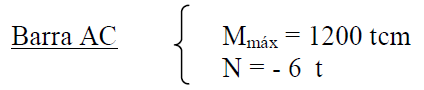 Barra AC
Mmáx = 1200 tcm
N = - 6 t